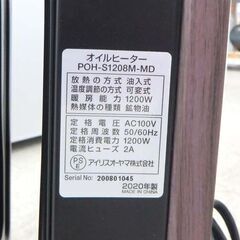 オイルヒーター
POH-S1208M-MD
放熱の方式 油入式
温度調節の方式 可変式
暖房能力 1200W
熱媒体の種類 鉱物油
定格電圧 AC100V
定格周波数 50/60Hz
定格消費電力 1200W
電流ヒューズ 2A
PSE アイリスオーヤマ株式会社
Serial No: 200801045
2020年製
MADE IN CHINA